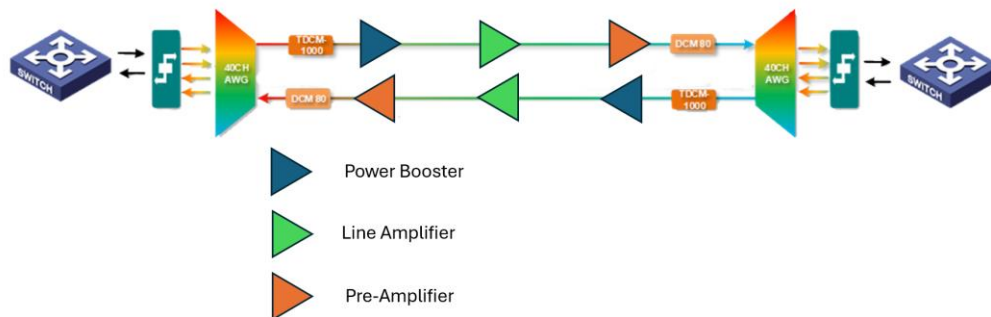 SWITCH
40CH
AWG
TDCM-
1000
DCM 80
40CH
AWG
SWITCH
DCM 80
TDCM-
1000
Power Booster
Line Amplifier
Pre-Amplifier